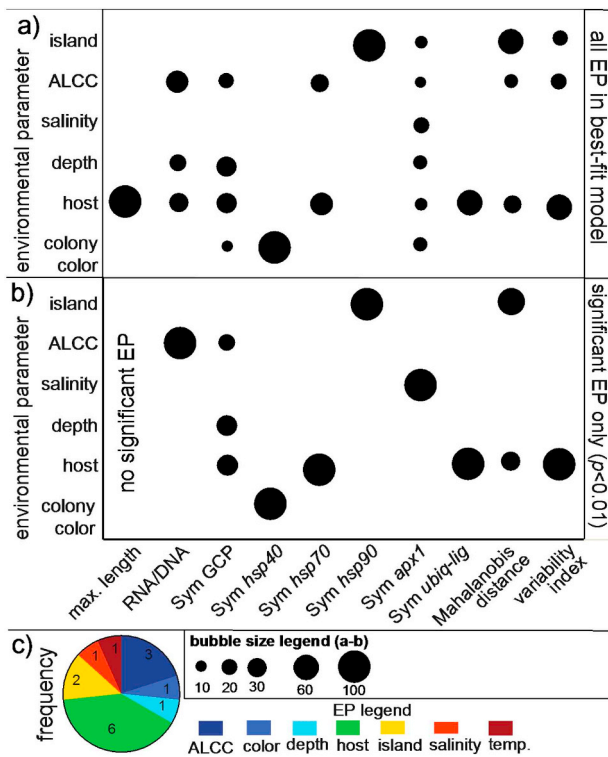 a)
environmental parameter
island
ALCC
salinity
depth
host
colony
color
all EP in best-fit model
b)
environmental parameter
island
ALCC
salinity
depth
host
colony
color
no significant EP
significant EP only (p<0.01)
max. length
RNA/DNA
Sym GCP
Sym hsp40
Sym hsp70
Sym hsp90
Sym apx1
Sym ubiq-lig
Mahalanobis
distance
variability
index
c)
frequency
1
1
3
2
1
1
6
bubble size legend (a-b)
10 20 30 60 100
EP legend
ALCC color depth host island salinity temp.